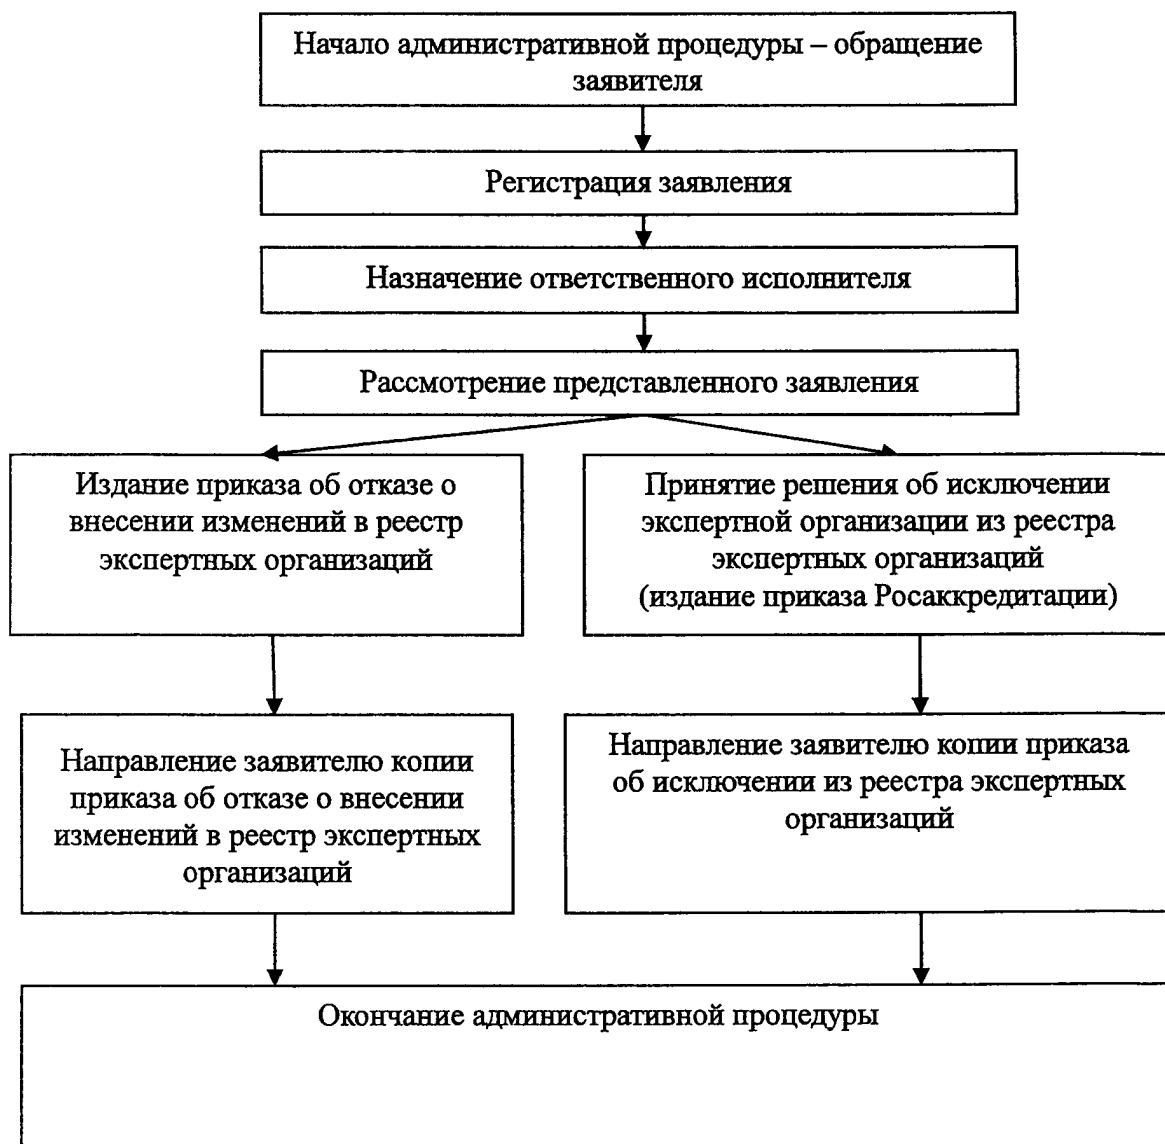 Начало административной процедуры – обращение
заявителя
Регистрация заявления
Назначение ответственного исполнителя
Рассмотрение представленного заявления
Издание приказа об отказе о
внесении изменений в реестр
экспертных организаций
Принятие решения об исключении
экспертной организации из реестра
экспертных организаций
(издание приказа Росаккредитации)
Направление заявителю копии
приказа об отказе о внесении
изменений в реестр экспертных
организаций
Направление заявителю копии приказа
об исключении из реестра экспертных
организаций
Окончание административной процедуры